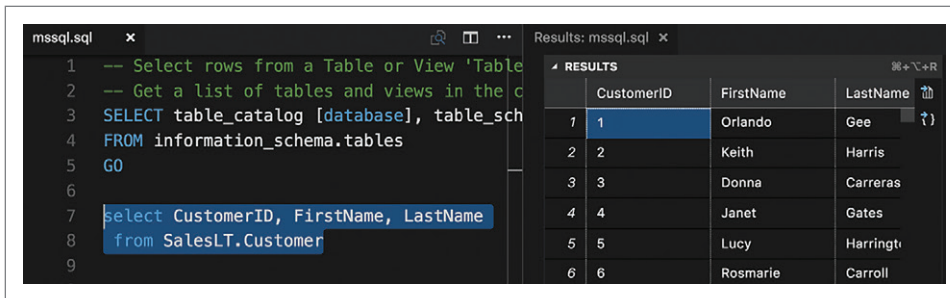 mssql.sql × ...
1 -- Select rows from a Table or View 'Table
2 -- Get a list of tables and views in the c
3 SELECT table_catalog [database], table_sch
4 FROM information_schema.tables
5 GO
6
7 select CustomerID, FirstName, LastName
8 from SalesLT.Customer
9
Results: mssql.sql ×
RESULTS ⌘+⌥+R
CustomerID FirstName LastName
1 1 Orlando Gee
2 2 Keith Harris
3 3 Donna Carreras
4 4 Janet Gates
5 5 Lucy Harringt
6 6 Rosmarie Carroll